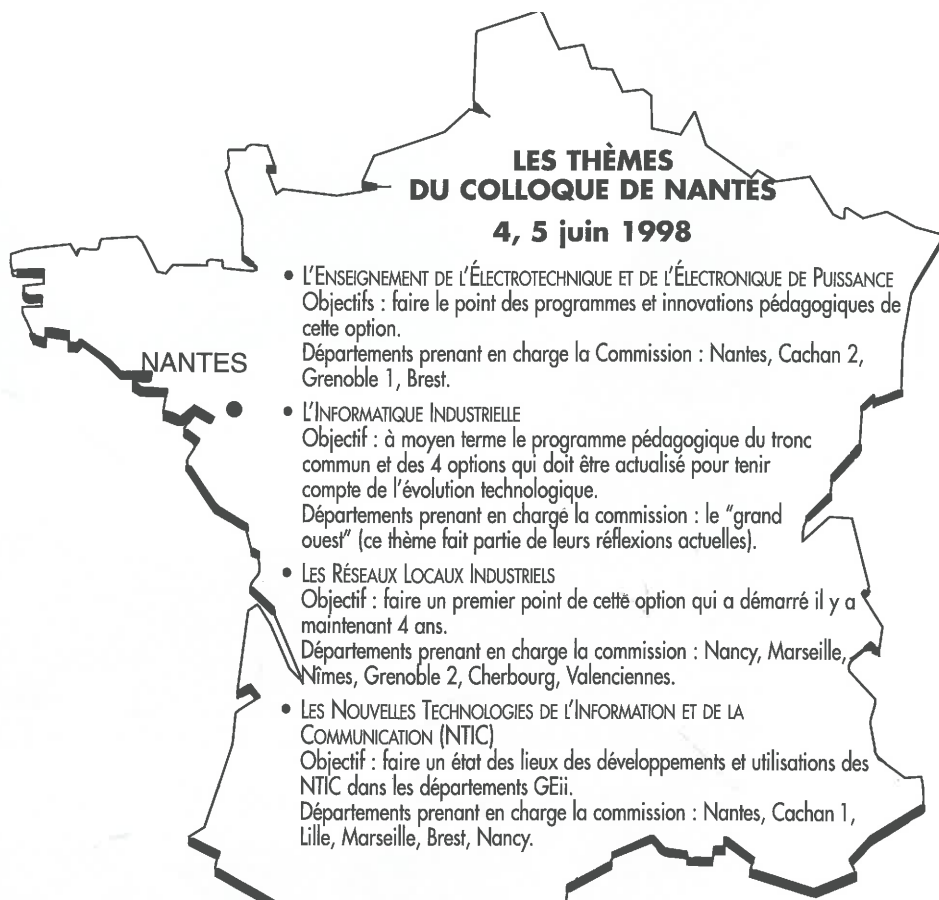 LES THÈMES
DU COLLOQUE DE NANTES
4, 5 juin 1998
• L'ENSEIGNEMENT DE L'ÉLECTROTECHNIQUE ET DE L'ÉLECTRONIQUE DE PUISSANCE
Objectifs : faire le point des programmes et innovations pédagogiques de
cette option.
Départements prenant en charge la Commission : Nantes, Cachan 2,
Grenoble 1, Brest.
NANTES
• L'INFORMATIQUE INDUSTRIELLE
Objectif : à moyen terme le programme pédagogique du tronc
commun et des 4 options qui doit être actualisé pour tenir
compte de l'évolution technologique.
Départements prenant en charge la commission : le "grand
ouest" (ce thème fait partie de leurs réflexions actuelles).
• LES RÉSEAUX LOCAUX INDUSTRIELS
Objectif : faire un premier point de cette option qui a démarré il y a
maintenant 4 ans.
Départements prenant en charge la commission : Nancy, Marseille,
Nîmes, Grenoble 2, Cherbourg, Valenciennes.
• LES NOUVELLES TECHNOLOGIES DE L'INFORMATION ET DE LA
COMMUNICATION (NTIC)
Objectif : faire un état des lieux des développements et utilisations des
NTIC dans les départements GEii.
Départements prenant en charge la commission : Nantes, Cachan 1,
Lille, Marseille, Brest, Nancy.